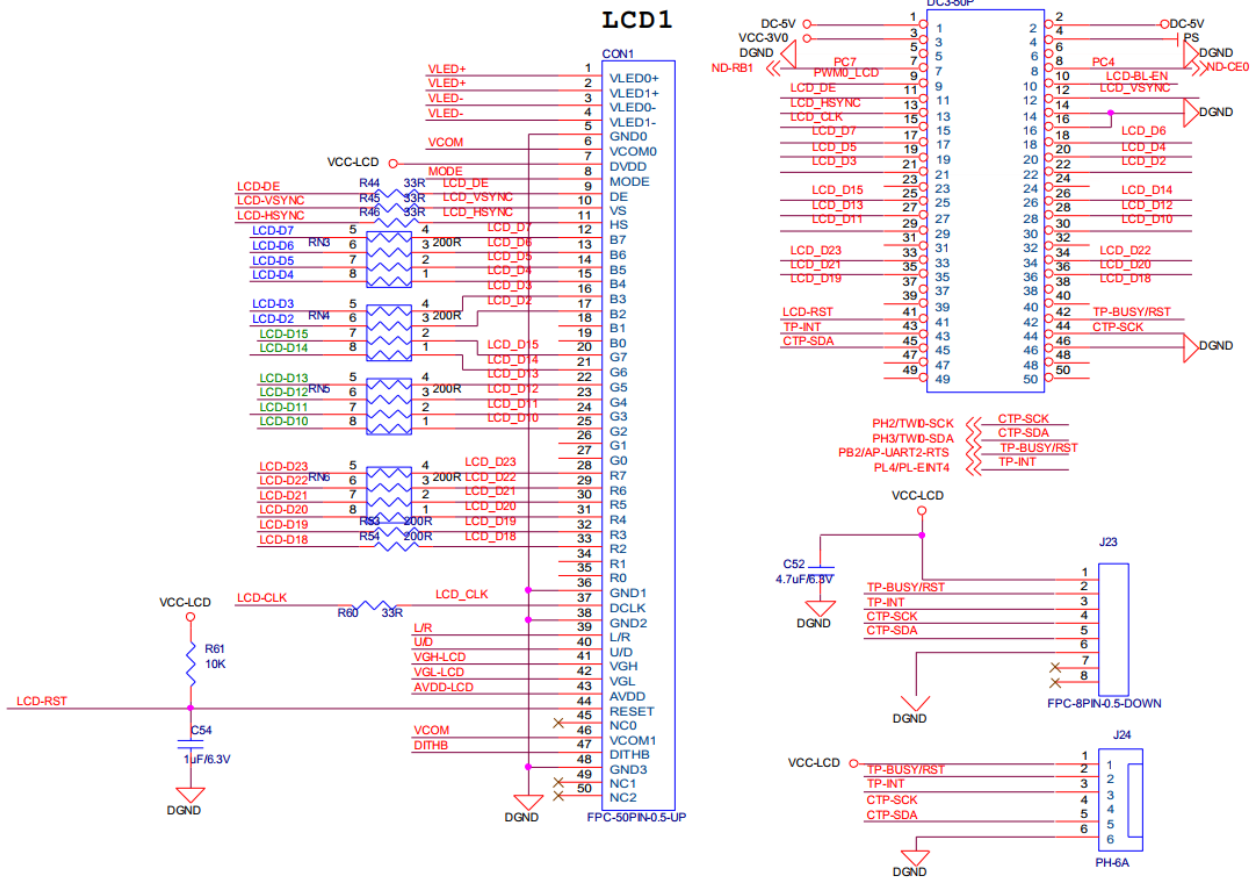 LCD1
CON1
VLED+ 1 VLED0+
VLED+ 2 VLED1+
VLED- 3 VLED0-
VLED- 4 VLED1-
5 GND0
VCOM 6 VCOM0
VCC-LCD 7 DVDD
MODE 8 MODE
LCD-DE R44 33R LCD_DE 9 DE
LCD-VSYNC R45 33R LCD_VSYNC 10 VS
LCD-HSYNC R46 33R LCD_HSYNC 11 HS
LCD-D7 5 4 LCD_D7 12 B7
LCD-D6 RN3 6 3 200R LCD_D6 13 B6
LCD-D5 7 2 LCD_D5 14 B5
LCD-D4 8 1 LCD_D4 15 B4
LCD_D3 16 B3
LCD-D3 5 4 LCD_D2 17 B2
LCD-D2 RN4 6 3 200R 18 B1
LCD-D15 7 2 19 B0
LCD-D14 8 1 LCD_D15 20 G7
LCD_D14 21 G6
LCD-D13 5 4 LCD_D13 22 G5
LCD-D12 RN5 6 3 200R LCD_D12 23 G4
LCD-D11 7 2 LCD_D11 24 G3
LCD-D10 8 1 LCD_D10 25 G2
26 G1
27 G0
LCD-D23 5 4 LCD_D23 28 R7
LCD-D22 RN6 6 3 200R LCD_D22 29 R6
LCD-D21 7 2 LCD_D21 30 R5
LCD-D20 8 1 LCD_D20 31 R4
LCD-D19 R53 200R LCD_D19 32 R3
LCD-D18 R54 200R LCD_D18 33 R2
34 R1
35 R0
36 GND1
LCD-CLK R60 33R LCD_CLK 37 DCLK
38 GND2
L/R 39 L/R
U/D 40 U/D
VGH-LCD 41 VGH
VGL-LCD 42 VGL
AVDD-LCD 43 AVDD
44 RESET
45 NC0
VCOM 46 VCOM1
DITHB 47 DITHB
48 GND3
49 NC1
50 NC2
DGND
FPC-50PIN-0.5-UP
VCC-LCD
R61
10K
LCD-RST
C54
1uF/6.3V
DGND
DC3-50P
DC-5V 1 1 2 2 DC-5V
VCC-3V0 3 3 4 4 PS
DGND 5 5 6 6 DGND
ND-RB1 PC7 7 7 8 8 PC4 ND-CE0
PWM0_LCD 9 9 10 10 LCD-BL-EN
LCD_DE 11 11 12 12 LCD_VSYNC
LCD_HSYNC 13 13 14 14 DGND
LCD_CLK 15 15 16 16
LCD_D7 17 17 18 18 LCD_D6
LCD_D5 19 19 20 20 LCD_D4
LCD_D3 21 21 22 22 LCD_D2
23 23 24 24
LCD_D15 25 25 26 26 LCD_D14
LCD_D13 27 27 28 28 LCD_D12
LCD_D11 29 29 30 30 LCD_D10
31 31 32 32
LCD_D23 33 33 34 34 LCD_D22
LCD_D21 35 35 36 36 LCD_D20
LCD_D19 37 37 38 38 LCD_D18
39 39 40 40
LCD-RST 41 41 42 42 TP-BUSY/RST
TP-INT 43 43 44 44 CTP-SCK
CTP-SDA 45 45 46 46 DGND
47 47 48 48
49 49 50 50
PH2/TWI0-SCK CTP-SCK
PH3/TWI0-SDA CTP-SDA
PB2/AP-UART2-RTS TP-BUSY/RST
PL4/PL-EINT4 TP-INT
VCC-LCD
J23
C52
4.7uF/6.3V
DGND
1
TP-BUSY/RST 2
TP-INT 3
CTP-SCK 4
CTP-SDA 5
6
7
8
DGND
FPC-8PIN-0.5-DOWN
J24
VCC-LCD 1 1
TP-BUSY/RST 2 2
TP-INT 3 3
CTP-SCK 4 4
CTP-SDA 5 5
6 6
DGND
PH-6A